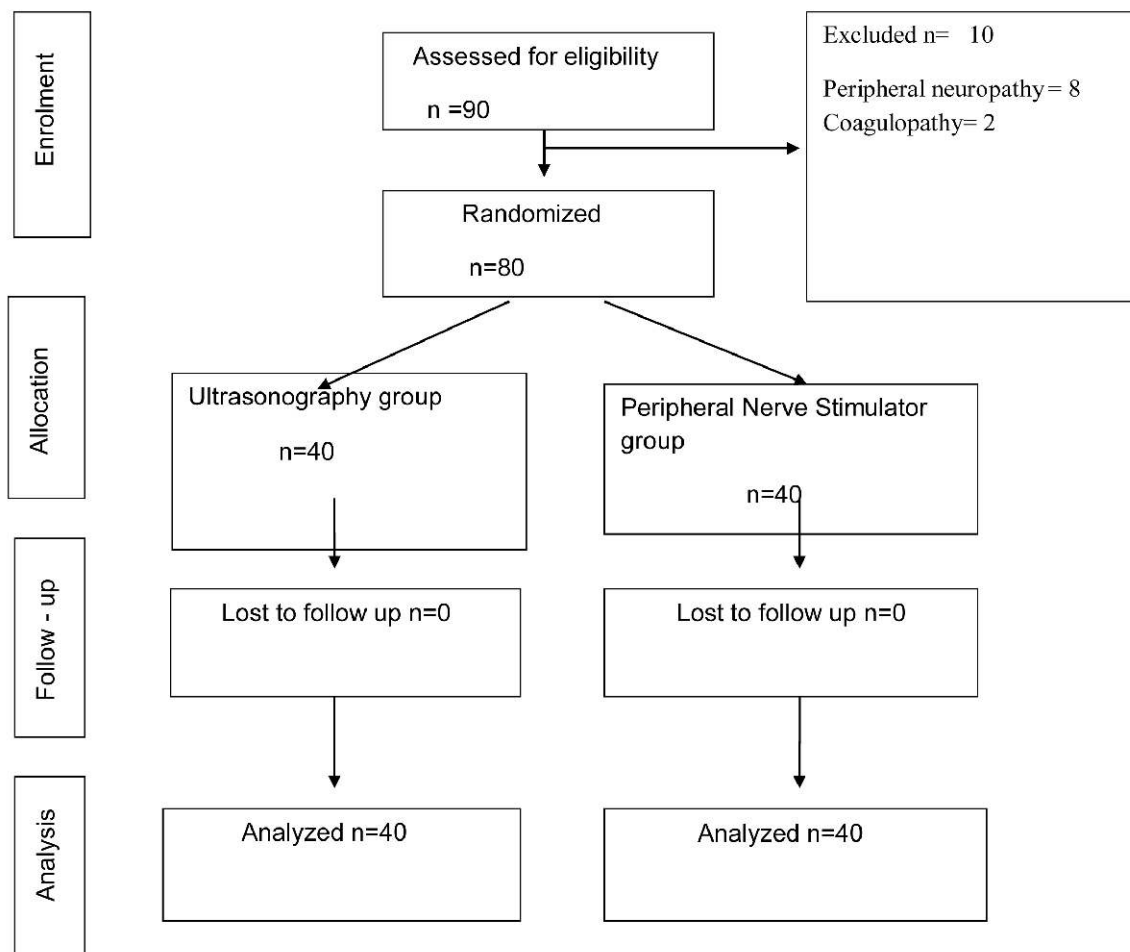 Enrolment
Assessed for eligibility
n =90
Excluded n= 10
Peripheral neuropathy = 8
Coagulopathy= 2
Randomized
n=80
Allocation
Ultrasonography group
n=40
Peripheral Nerve Stimulator
group
n=40
Follow - up
Lost to follow up n=0
Lost to follow up n=0
Analysis
Analyzed n=40
Analyzed n=40